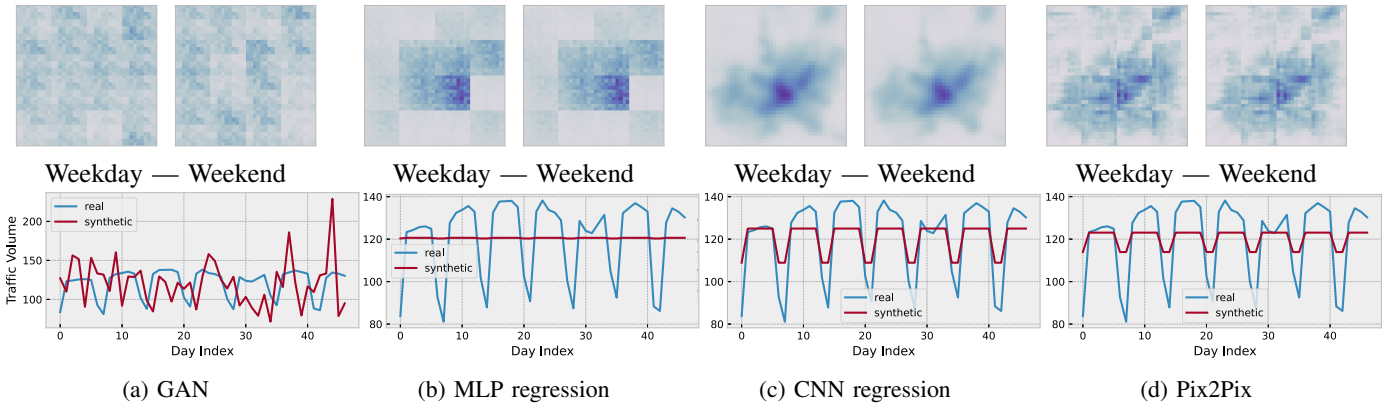 Weekday — Weekend
Weekday — Weekend
Weekday — Weekend
Weekday — Weekend
Traffic Volume
200
150
100
real
synthetic
0
10
20
30
40
Day Index
140
120
100
80
real
synthetic
0
10
20
30
40
Day Index
140
120
100
80
real
synthetic
0
10
20
30
40
Day Index
140
120
100
80
real
synthetic
0
10
20
30
40
Day Index
(a) GAN
(b) MLP regression
(c) CNN regression
(d) Pix2Pix